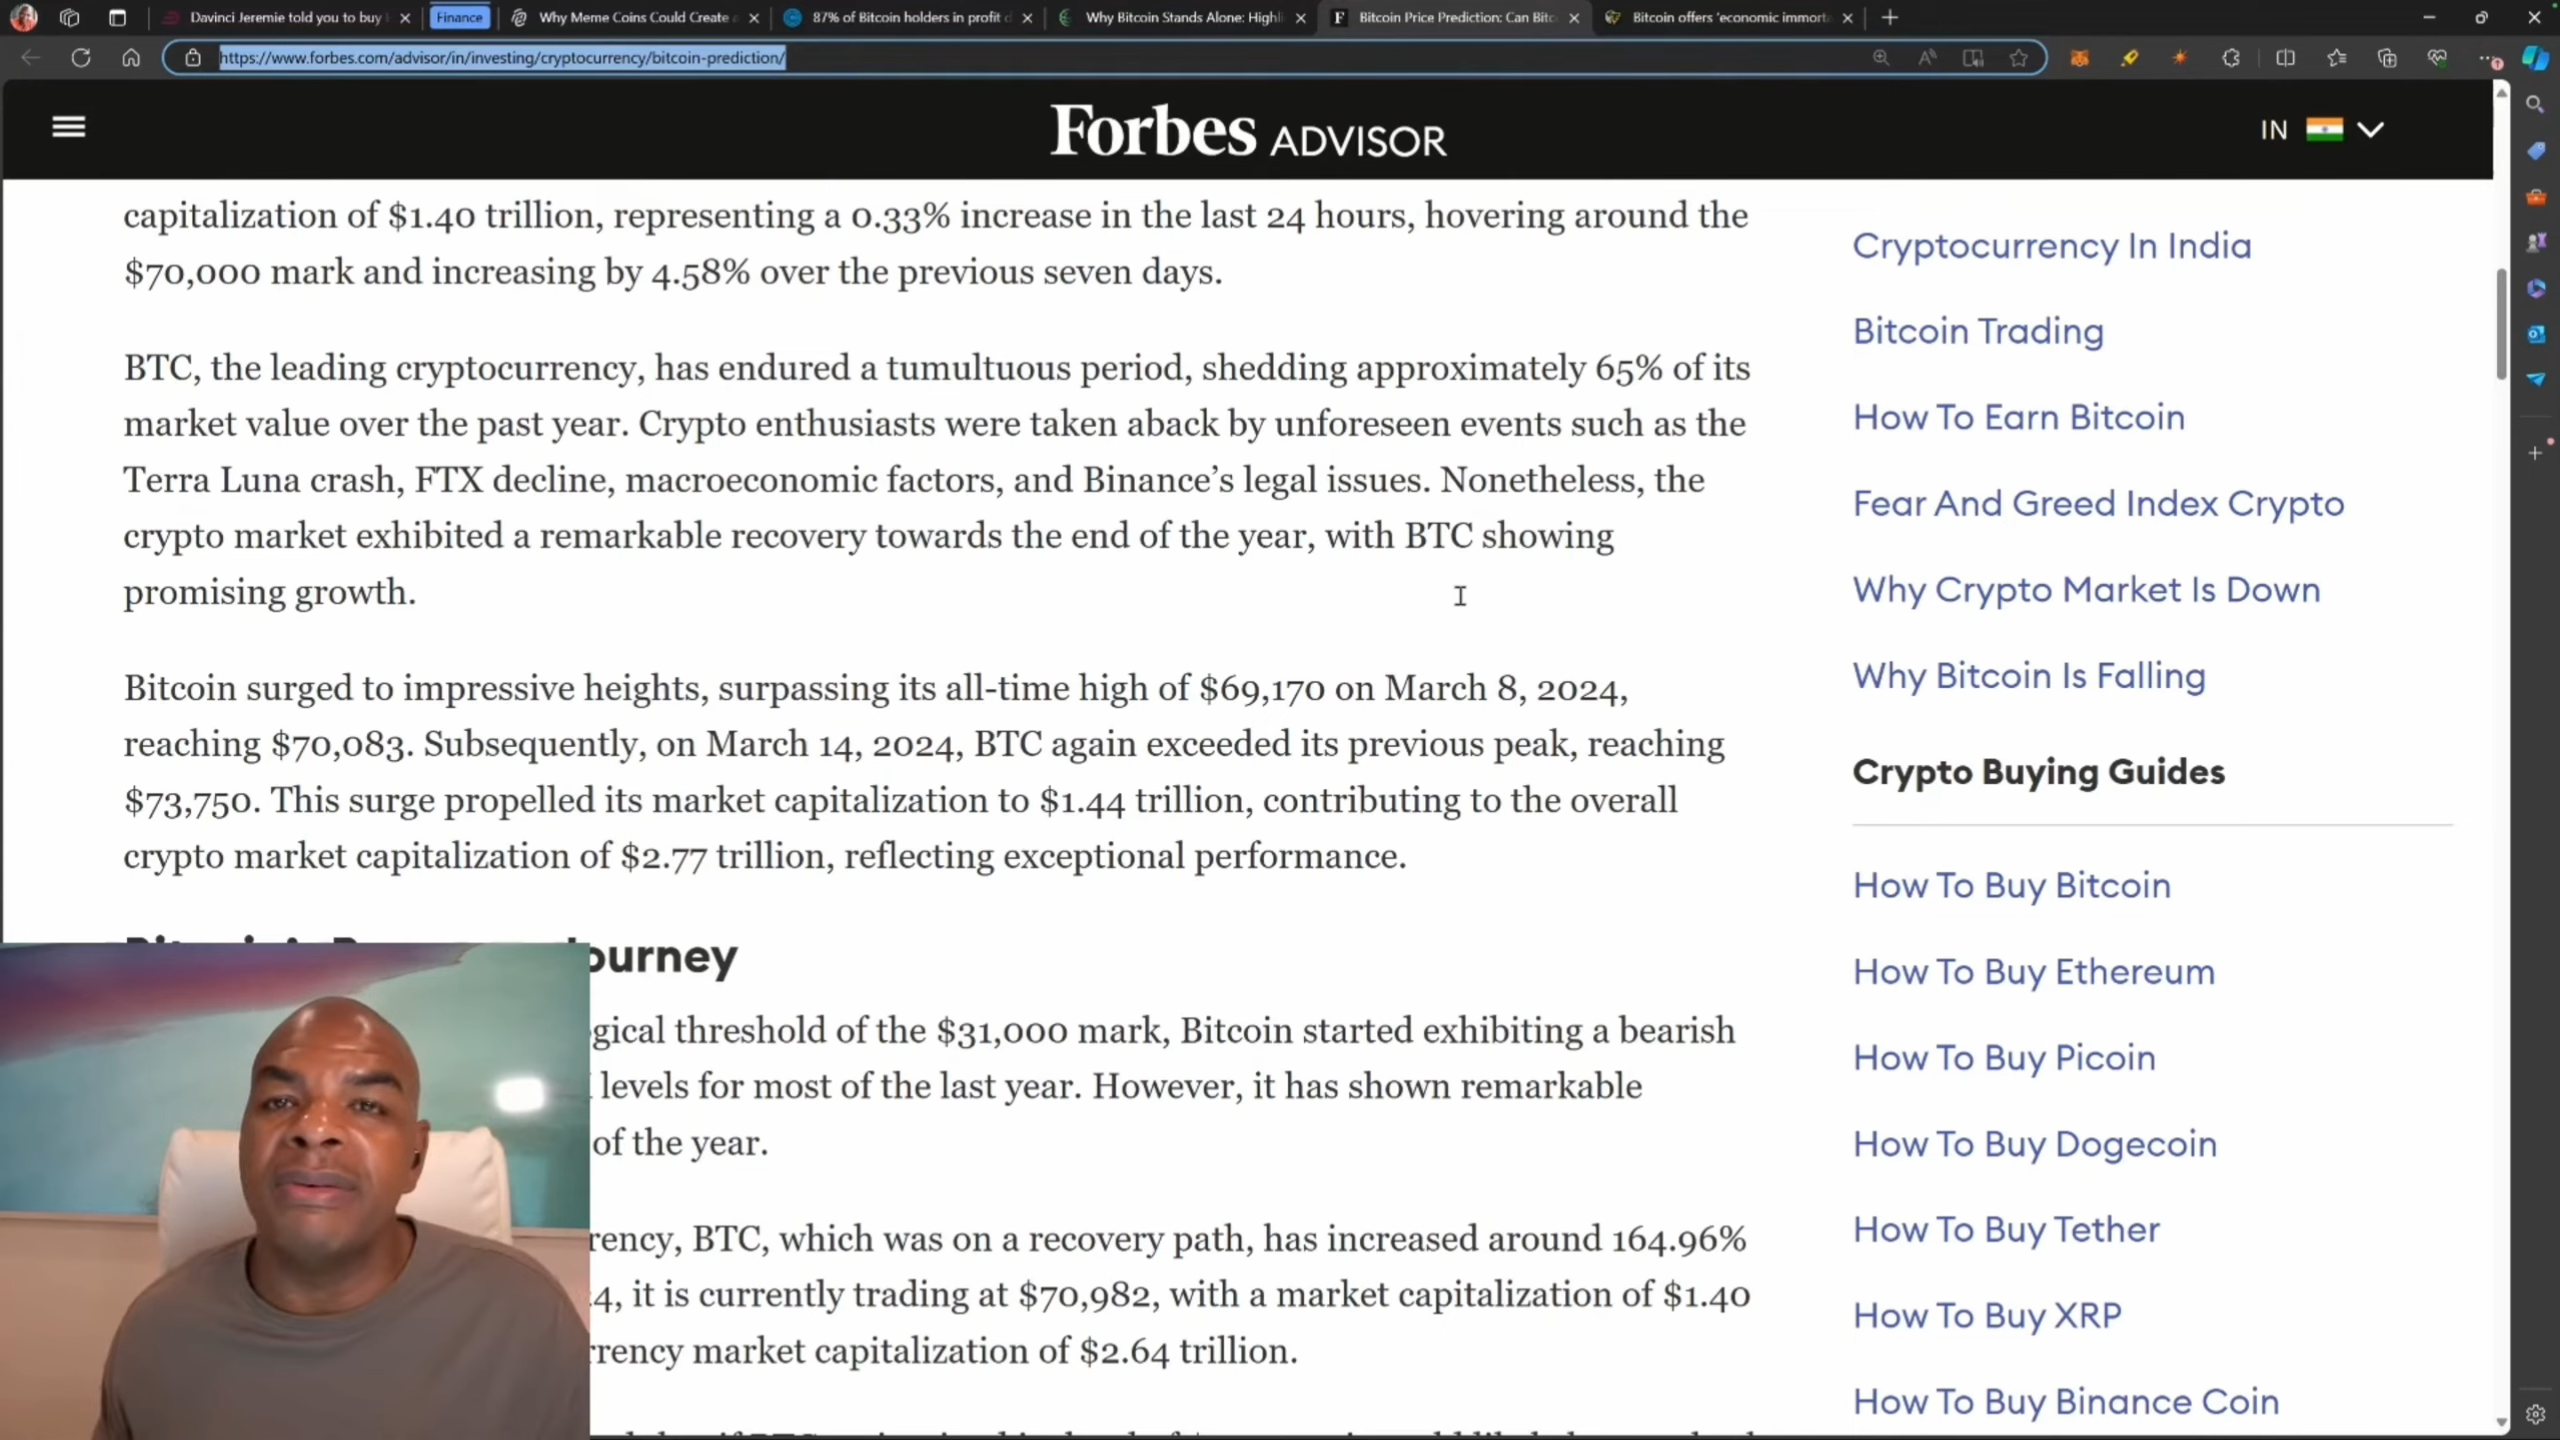 Davinci Jeremie told you to buy
Finance
Why Meme Coins Could Create
87% of Bitcoin holders in profit
Why Bitcoin Stands Alone: Highl
F
Bitcoin Price Prediction: Can Bitc
Bitcoin offers 'economic immort
https://www.forbes.com/advisor/in/investing/cryptocurrency/bitcoin-prediction/
Forbes ADVISOR
IN
capitalization of $1.40 trillion, representing a 0.33% increase in the last 24 hours, hovering around the
$70,000 mark and increasing by 4.58% over the previous seven days.
BTC, the leading cryptocurrency, has endured a tumultuous period, shedding approximately 65% of its
market value over the past year. Crypto enthusiasts were taken aback by unforeseen events such as the
Terra Luna crash, FTX decline, macroeconomic factors, and Binance’s legal issues. Nonetheless, the
crypto market exhibited a remarkable recovery towards the end of the year, with BTC showing
promising growth.
Bitcoin surged to impressive heights, surpassing its all-time high of $69,170 on March 8, 2024,
reaching $70,083. Subsequently, on March 14, 2024, BTC again exceeded its previous peak, reaching
$73,750. This surge propelled its market capitalization to $1.44 trillion, contributing to the overall
crypto market capitalization of $2.77 trillion, reflecting exceptional performance.
ourney
gical threshold of the $31,000 mark, Bitcoin started exhibiting a bearish
levels for most of the last year. However, it has shown remarkable
of the year.
rency, BTC, which was on a recovery path, has increased around 164.96%
4, it is currently trading at $70,982, with a market capitalization of $1.40
rrency market capitalization of $2.64 trillion.
Cryptocurrency In India
Bitcoin Trading
How To Earn Bitcoin
Fear And Greed Index Crypto
Why Crypto Market Is Down
Why Bitcoin Is Falling
Crypto Buying Guides
How To Buy Bitcoin
How To Buy Ethereum
How To Buy Picoin
How To Buy Dogecoin
How To Buy Tether
How To Buy XRP
How To Buy Binance Coin